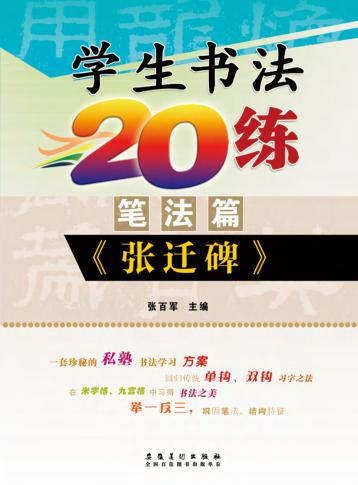 学生书法
20练
笔法篇
《张迁碑》
张百军 主编
一套珍秘的 私塾 书法学习 方案
回归传统 单钩、双钩 习字之法
在 米字格、九宫格 中习得 书法之美
举一反三，巩固笔法、结构特征
安徽美术出版社
全国百佳图书出版单位